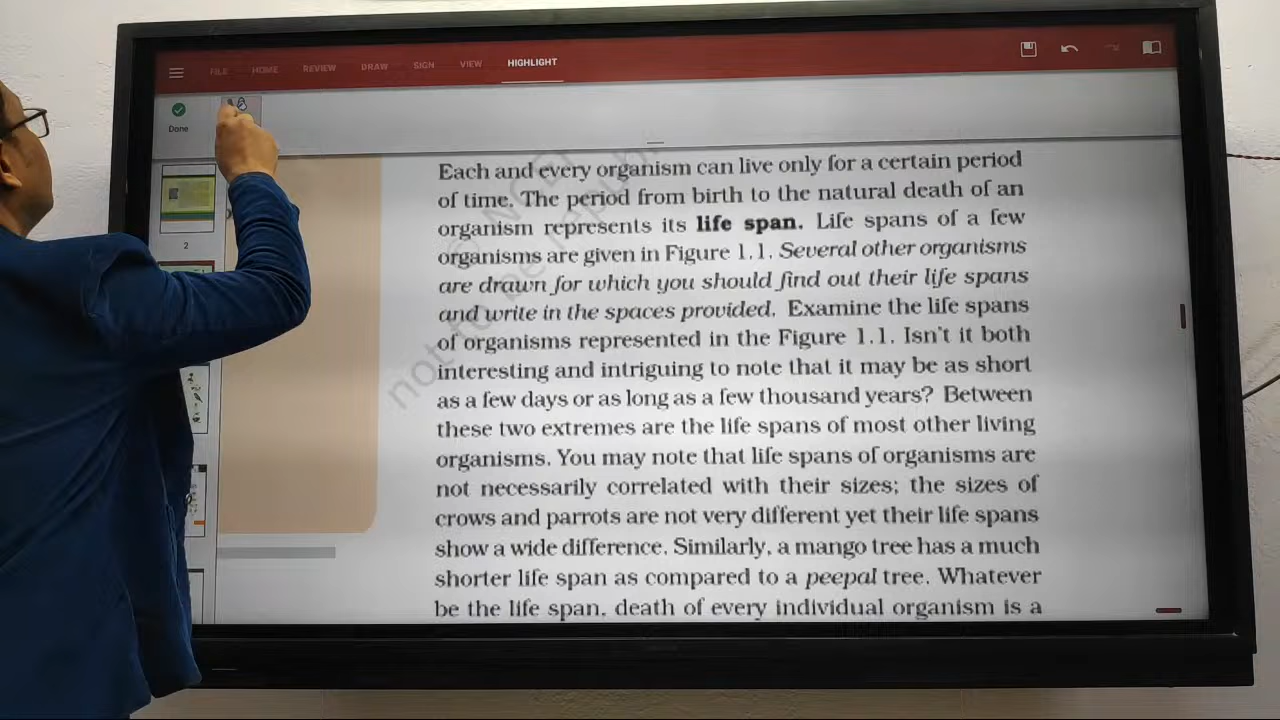 FILE HOME REVIEW DRAW SIGN VIEW HIGHLIGHT
Done
2
Each and every organism can live only for a certain period
of time. The period from birth to the natural death of an
organism represents its life span. Life spans of a few
organisms are given in Figure 1.1. Several other organisms
are drawn for which you should find out their life spans
and write in the spaces provided. Examine the life spans
of organisms represented in the Figure 1.1. Isn't it both
interesting and intriguing to note that it may be as short
as a few days or as long as a few thousand years? Between
these two extremes are the life spans of most other living
organisms. You may note that life spans of organisms are
not necessarily correlated with their sizes; the sizes of
crows and parrots are not very different yet their life spans
show a wide difference. Similarly, a mango tree has a much
shorter life span as compared to a peepal tree. Whatever
be the life span, death of every individual organism is a
not to be